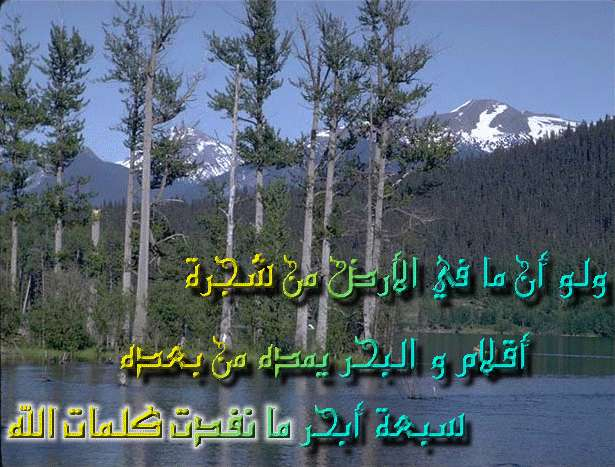 ولو أن ما في الأرض من شجرة
أقلام و البحر يمده من بعده
سبعة أبحر ما نفدت كلمات الله